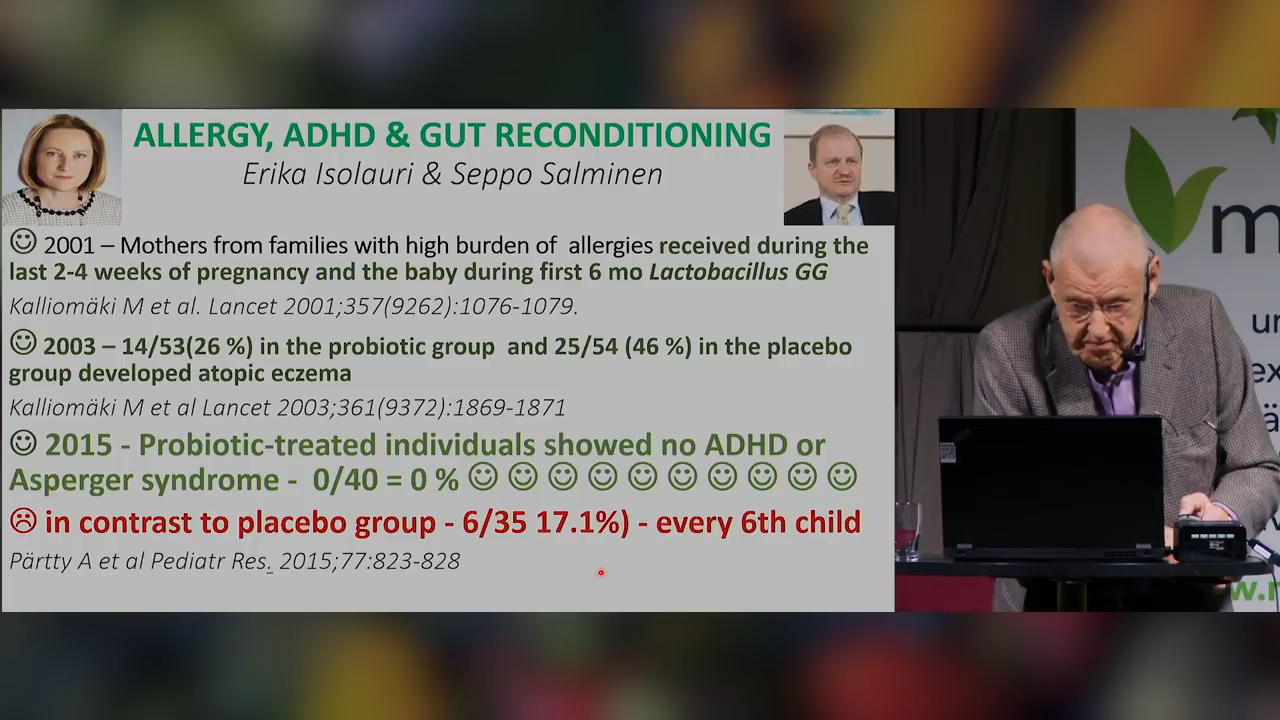 ALLERGY, ADHD & GUT RECONDITIONING
Erika Isolauri & Seppo Salminen
☺ 2001 – Mothers from families with high burden of allergies received during the
last 2-4 weeks of pregnancy and the baby during first 6 mo Lactobacillus GG
Kalliomäki M et al. Lancet 2001;357(9262):1076-1079.
☺ 2003 – 14/53(26 %) in the probiotic group and 25/54 (46 %) in the placebo
group developed atopic eczema
Kalliomäki M et al Lancet 2003;361(9372):1869-1871
☺ 2015 - Probiotic-treated individuals showed no ADHD or
Asperger syndrome - 0/40 = 0 % ☺ ☺ ☺ ☺ ☺ ☺ ☺ ☺ ☺ ☺
☹ in contrast to placebo group - 6/35 17.1%) - every 6th child
Pärtty A et al Pediatr Res. 2015;77:823-828